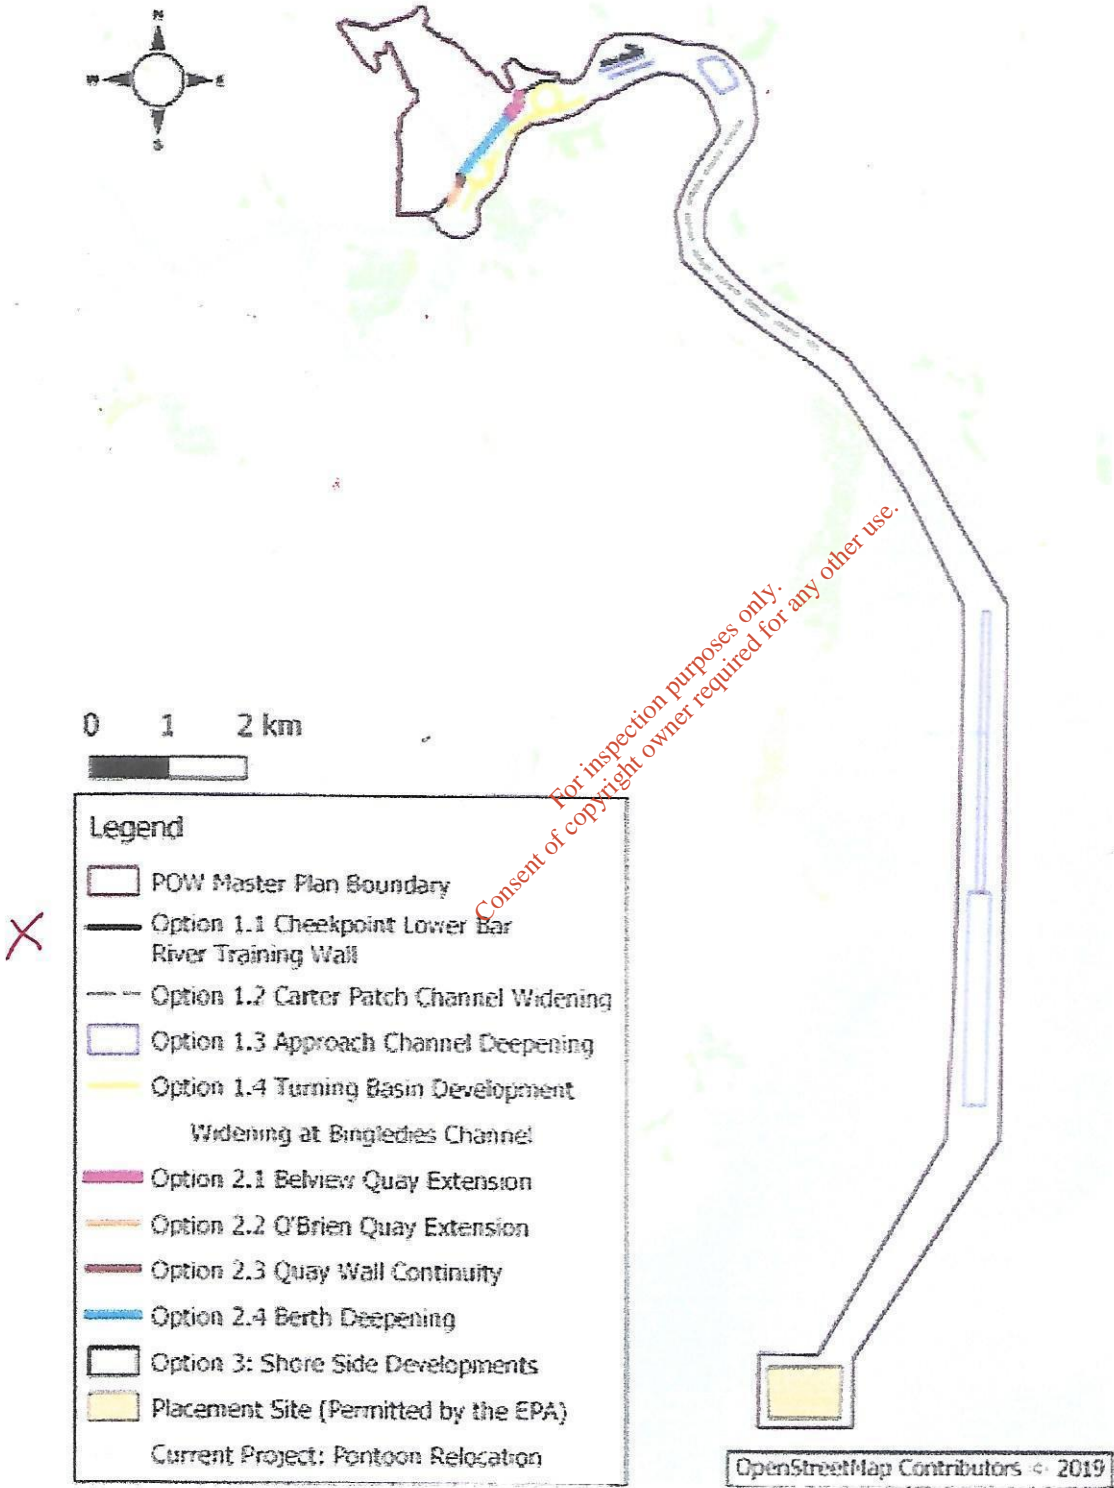 N
W E
S
0 1 2 km
Legend
POW Master Plan Boundary
Option 1.1 Cheekpoint Lower Bar
River Training Wall
Option 1.2 Carter Patch Channel Widening
Option 1.3 Approach Channel Deepening
Option 1.4 Turning Basin Development
Widening at Bingledies Channel
Option 2.1 Belview Quay Extension
Option 2.2 O'Brien Quay Extension
Option 2.3 Quay Wall Continuity
Option 2.4 Berth Deepening
Option 3: Shore Side Developments
Placement Site (Permitted by the EPA)
Current Project: Pontoon Relocation
For inspection purposes only.
Consent of copyright owner required for any other use.
X
OpenStreetMap Contributors © 2019